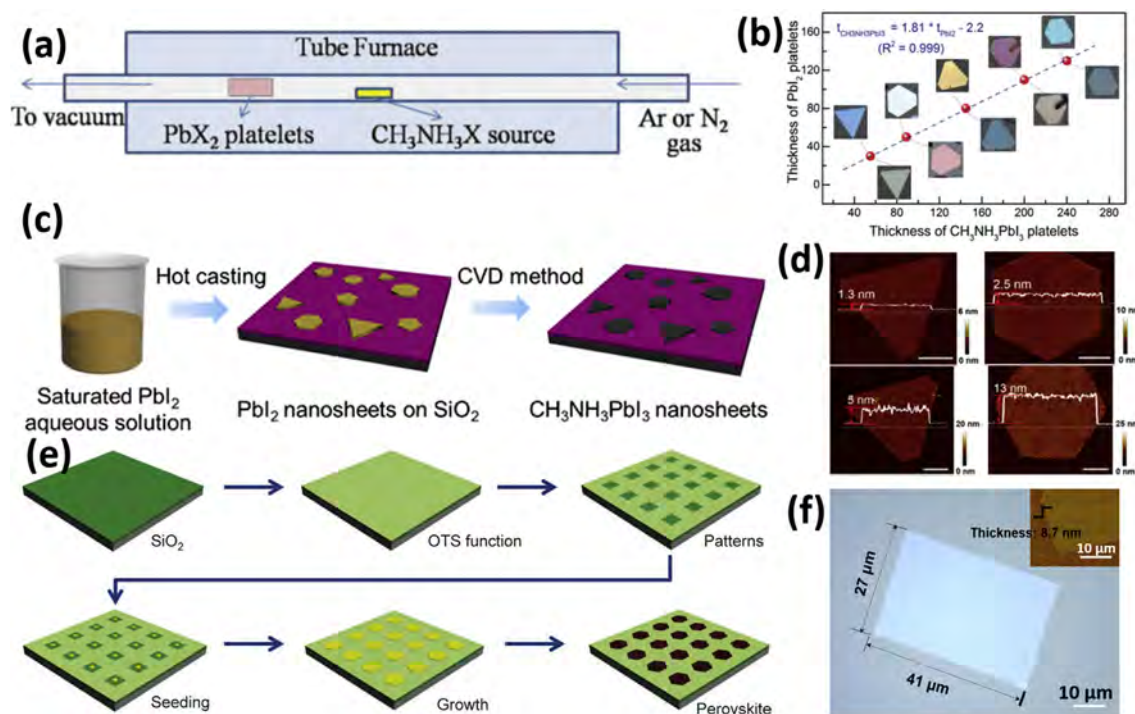 (a)
Tube Furnace
To vacuum
PbX₂ platelets
CH₃NH₃X source
Ar or N₂
gas
(b)
t_CH3NH3PbI3 = 1.81 * t_PbI2 - 2.2
(R² = 0.999)
Thickness of PbI₂ platelets
160
120
80
40
0
40
80
120
160
200
240
280
Thickness of CH₃NH₃PbI₃ platelets
(c)
Hot casting
CVD method
Saturated PbI₂
aqueous solution
PbI₂ nanosheets on SiO₂
CH₃NH₃PbI₃ nanosheets
(d)
1.3 nm
6 nm
0 nm
2.5 nm
10 nm
0 nm
5 nm
20 nm
0 nm
13 nm
25 nm
0 nm
(e)
SiO₂
OTS function
Patterns
Seeding
Growth
Perovskite
(f)
Thickness: 8.7 nm
10 μm
27 μm
41 μm
10 μm